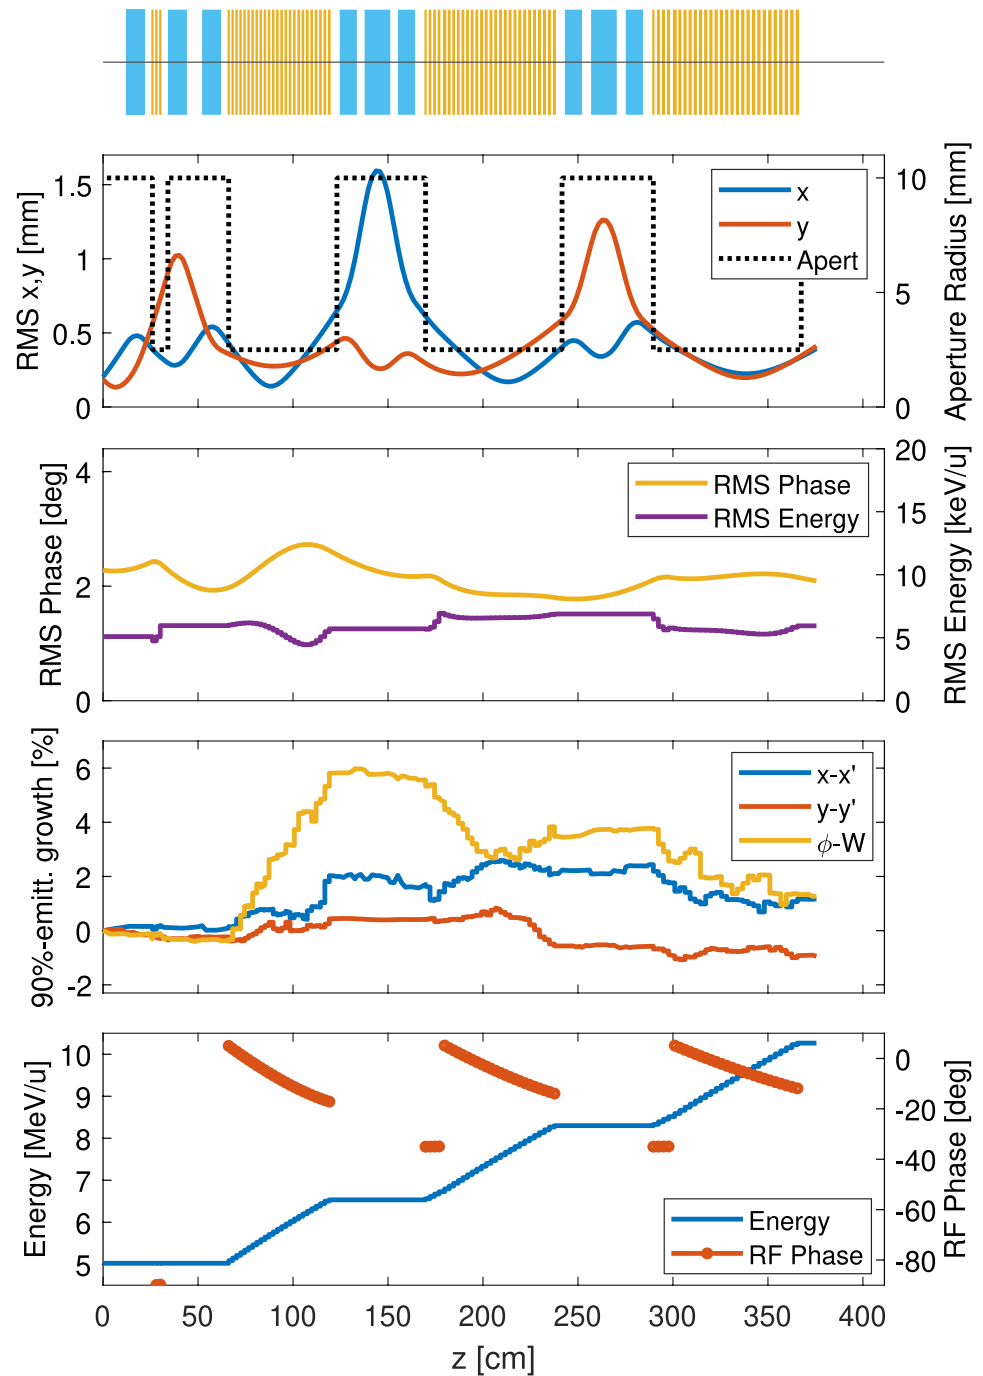 RMS x,y [mm]
1.5
1
0.5
0
x
y
Apert
10
5
0
Aperture Radius [mm]
RMS Phase [deg]
4
2
0
RMS Phase
RMS Energy
20
15
10
5
0
RMS Energy [keV/u]
90%-emitt. growth [%]
6
4
2
0
-2
x-x'
y-y'
ϕ-W
Energy [MeV/u]
10
9
8
7
6
5
Energy
RF Phase
0
-20
-40
-60
-80
RF Phase [deg]
0 50 100 150 200 250 300 350 400
z [cm]